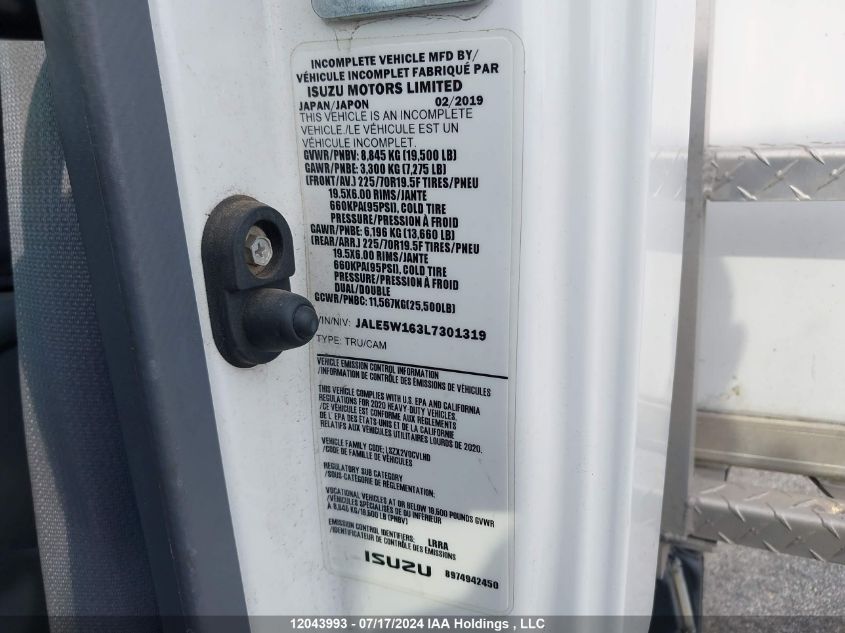 INCOMPLETE VEHICLE MFD BY/
VÉHICULE INCOMPLET FABRIQUÉ PAR
ISUZU MOTORS LIMITED
JAPAN/JAPON 02/2019
THIS VEHICLE IS AN INCOMPLETE
VEHICLE./LE VÉHICULE EST UN
VÉHICULE INCOMPLET.
GVWR/PNBV: 8,845 KG (19,500 LB)
GAWR/PNBE: 3,300 KG (7,275 LB)
(FRONT/AV.) 225/70R19.5F TIRES/PNEU
19.5X6.00 RIMS/JANTE
660KPA(95PSI), COLD TIRE
PRESSURE/PRESSION À FROID
GAWR/PNBE: 6,196 KG (13,660 LB)
(REAR/ARR.) 225/70R19.5F TIRES/PNEU
19.5X6.00 RIMS/JANTE
660KPA(95PSI), COLD TIRE
PRESSURE/PRESSION À FROID
DUAL/DOUBLE
GCWR/PNBC: 11,567KG(25,500LB)
VIN/NIV: JALE5W163L7301319
TYPE: TRU/CAM
VEHICLE EMISSION CONTROL INFORMATION
/INFORMATION DE CONTRÔLE DES ÉMISSIONS DE VÉHICULES
THIS VEHICLE COMPLIES WITH U.S. EPA AND CALIFORNIA
REGULATIONS FOR 2020 HEAVY-DUTY VEHICLES.
/CE VÉHICULE EST CONFORME AUX RÈGLEMENTS
DE L' EPA DES ÉTATS-UNIS ET DE LA CALIFORNIE
RELATIFS AUX VÉHICULES UTILITAIRES LOURDS DE 2020.
VEHICLE FAMILY CODE: LSZX2VOCVLHD
/CODE DE FAMILLE DE VÉHICULES
REGULATORY SUB CATEGORY
/SOUS-CATÉGORIE DE RÉGLEMENTATION:
VOCATIONAL VEHICLES AT OR BELOW 19,500 POUNDS GVWR
/VÉHICULES SPÉCIALISÉS DE OU INFÉRIEUR
À 8,845 KG/19,500 LB (PNBV)
EMISSION CONTROL IDENTIFIERS: LRRA
/IDENTIFICATEUR DE CONTRÔLE DES ÉMISSIONS
ISUZU 8974942450
12043993 - 07/17/2024 IAA Holdings , LLC